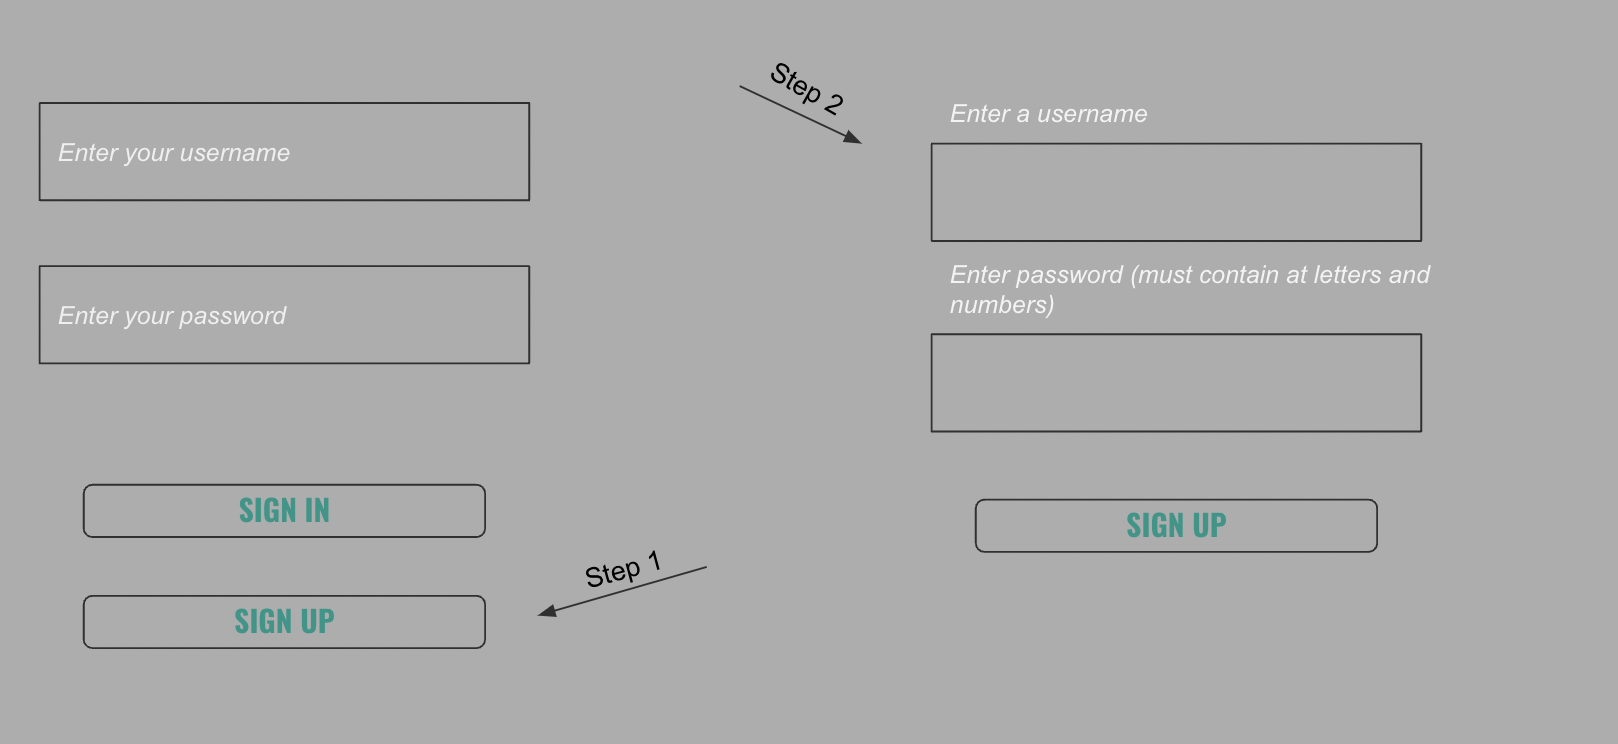 Enter your username
Enter your password
SIGN IN
SIGN UP
Step 1
Step 2
Enter a username
Enter password (must contain at letters and
numbers)
SIGN UP